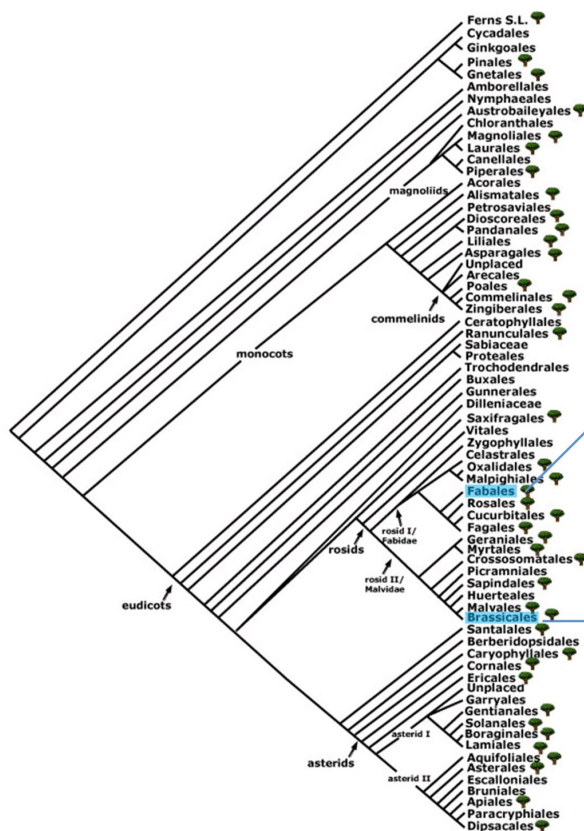 Ferns S.L.
Cycadales
Ginkgoales
Pinales
Gnetales
Amborellales
Nymphaeales
Austrobaileyales
Chloranthales
Magnoliales
Laurales
Canellales
Piperales
magnoliids
Acorales
Alismatales
Petrosaviales
Dioscoreales
Pandanales
Liliales
Asparagales
Unplaced
Arecales
Poales
Commelinales
Zingiberales
commelinids
Ceratophyllales
Ranunculales
Sabiaceae
monocots
Proteales
Trochodendrales
Buxales
Gunnerales
Dilleniaceae
Saxifragales
Vitales
Zygophyllales
Celastrales
Oxalidales
Malpighiales
Fabales
Rosales
Cucurbitales
Fagales
rosid I/
Fabidae
Geraniales
rosids
Myrtales
Crossosomatales
Picramniales
rosid II/
Malvidae
Sapindales
Huerteales
eudicots
Malvales
Brassicales
Santalales
Berberidopsidales
Caryophyllales
Cornales
Ericales
Unplaced
Garryales
Gentianales
Solanales
asterid I
Boraginales
Lamiales
asterids
Aquifoliales
Asterales
asterid II
Escalloniales
Bruniales
Apiales
Paracryphiales
Dipsacales